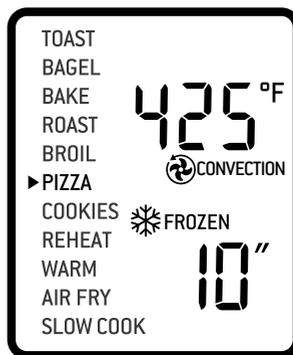 TOAST
BAGEL
BAKE
ROAST
BROIL
PIZZA
COOKIES
REHEAT
WARM
AIR FRY
SLOW COOK
425°F
CONVECTION
FROZEN
10"